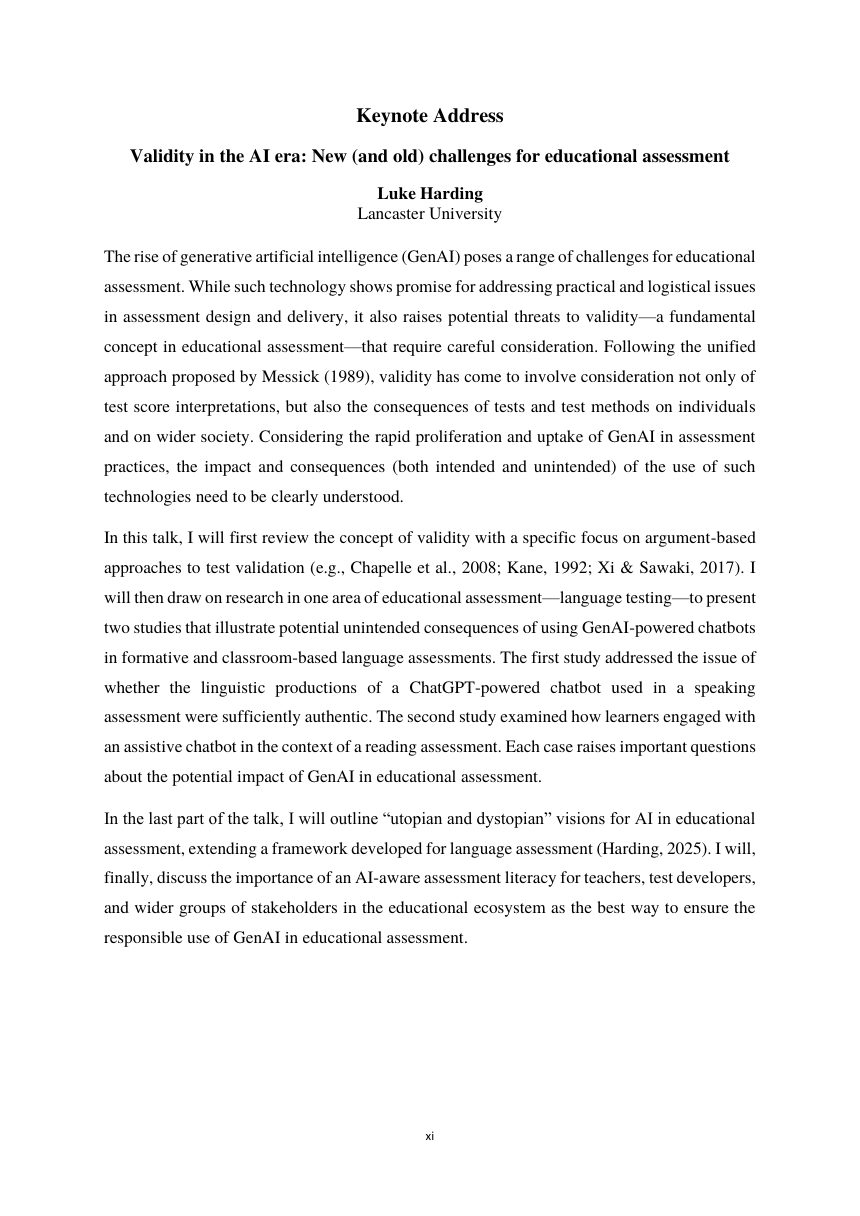 Keynote Address
Validity in the AI era: New (and old) challenges for educational assessment
Luke Harding
Lancaster University
The rise of generative artificial intelligence (GenAI) poses a range of challenges for educational
assessment. While such technology shows promise for addressing practical and logistical issues
in assessment design and delivery, it also raises potential threats to validity—a fundamental
concept in educational assessment—that require careful consideration. Following the unified
approach proposed by Messick (1989), validity has come to involve consideration not only of
test score interpretations, but also the consequences of tests and test methods on individuals
and on wider society. Considering the rapid proliferation and uptake of GenAI in assessment
practices, the impact and consequences (both intended and unintended) of the use of such
technologies need to be clearly understood.
In this talk, I will first review the concept of validity with a specific focus on argument-based
approaches to test validation (e.g., Chapelle et al., 2008; Kane, 1992; Xi & Sawaki, 2017). I
will then draw on research in one area of educational assessment—language testing—to present
two studies that illustrate potential unintended consequences of using GenAI-powered chatbots
in formative and classroom-based language assessments. The first study addressed the issue of
whether the linguistic productions of a ChatGPT-powered chatbot used in a speaking
assessment were sufficiently authentic. The second study examined how learners engaged with
an assistive chatbot in the context of a reading assessment. Each case raises important questions
about the potential impact of GenAI in educational assessment.
In the last part of the talk, I will outline “utopian and dystopian” visions for AI in educational
assessment, extending a framework developed for language assessment (Harding, 2025). I will,
finally, discuss the importance of an AI-aware assessment literacy for teachers, test developers,
and wider groups of stakeholders in the educational ecosystem as the best way to ensure the
responsible use of GenAI in educational assessment.
xi